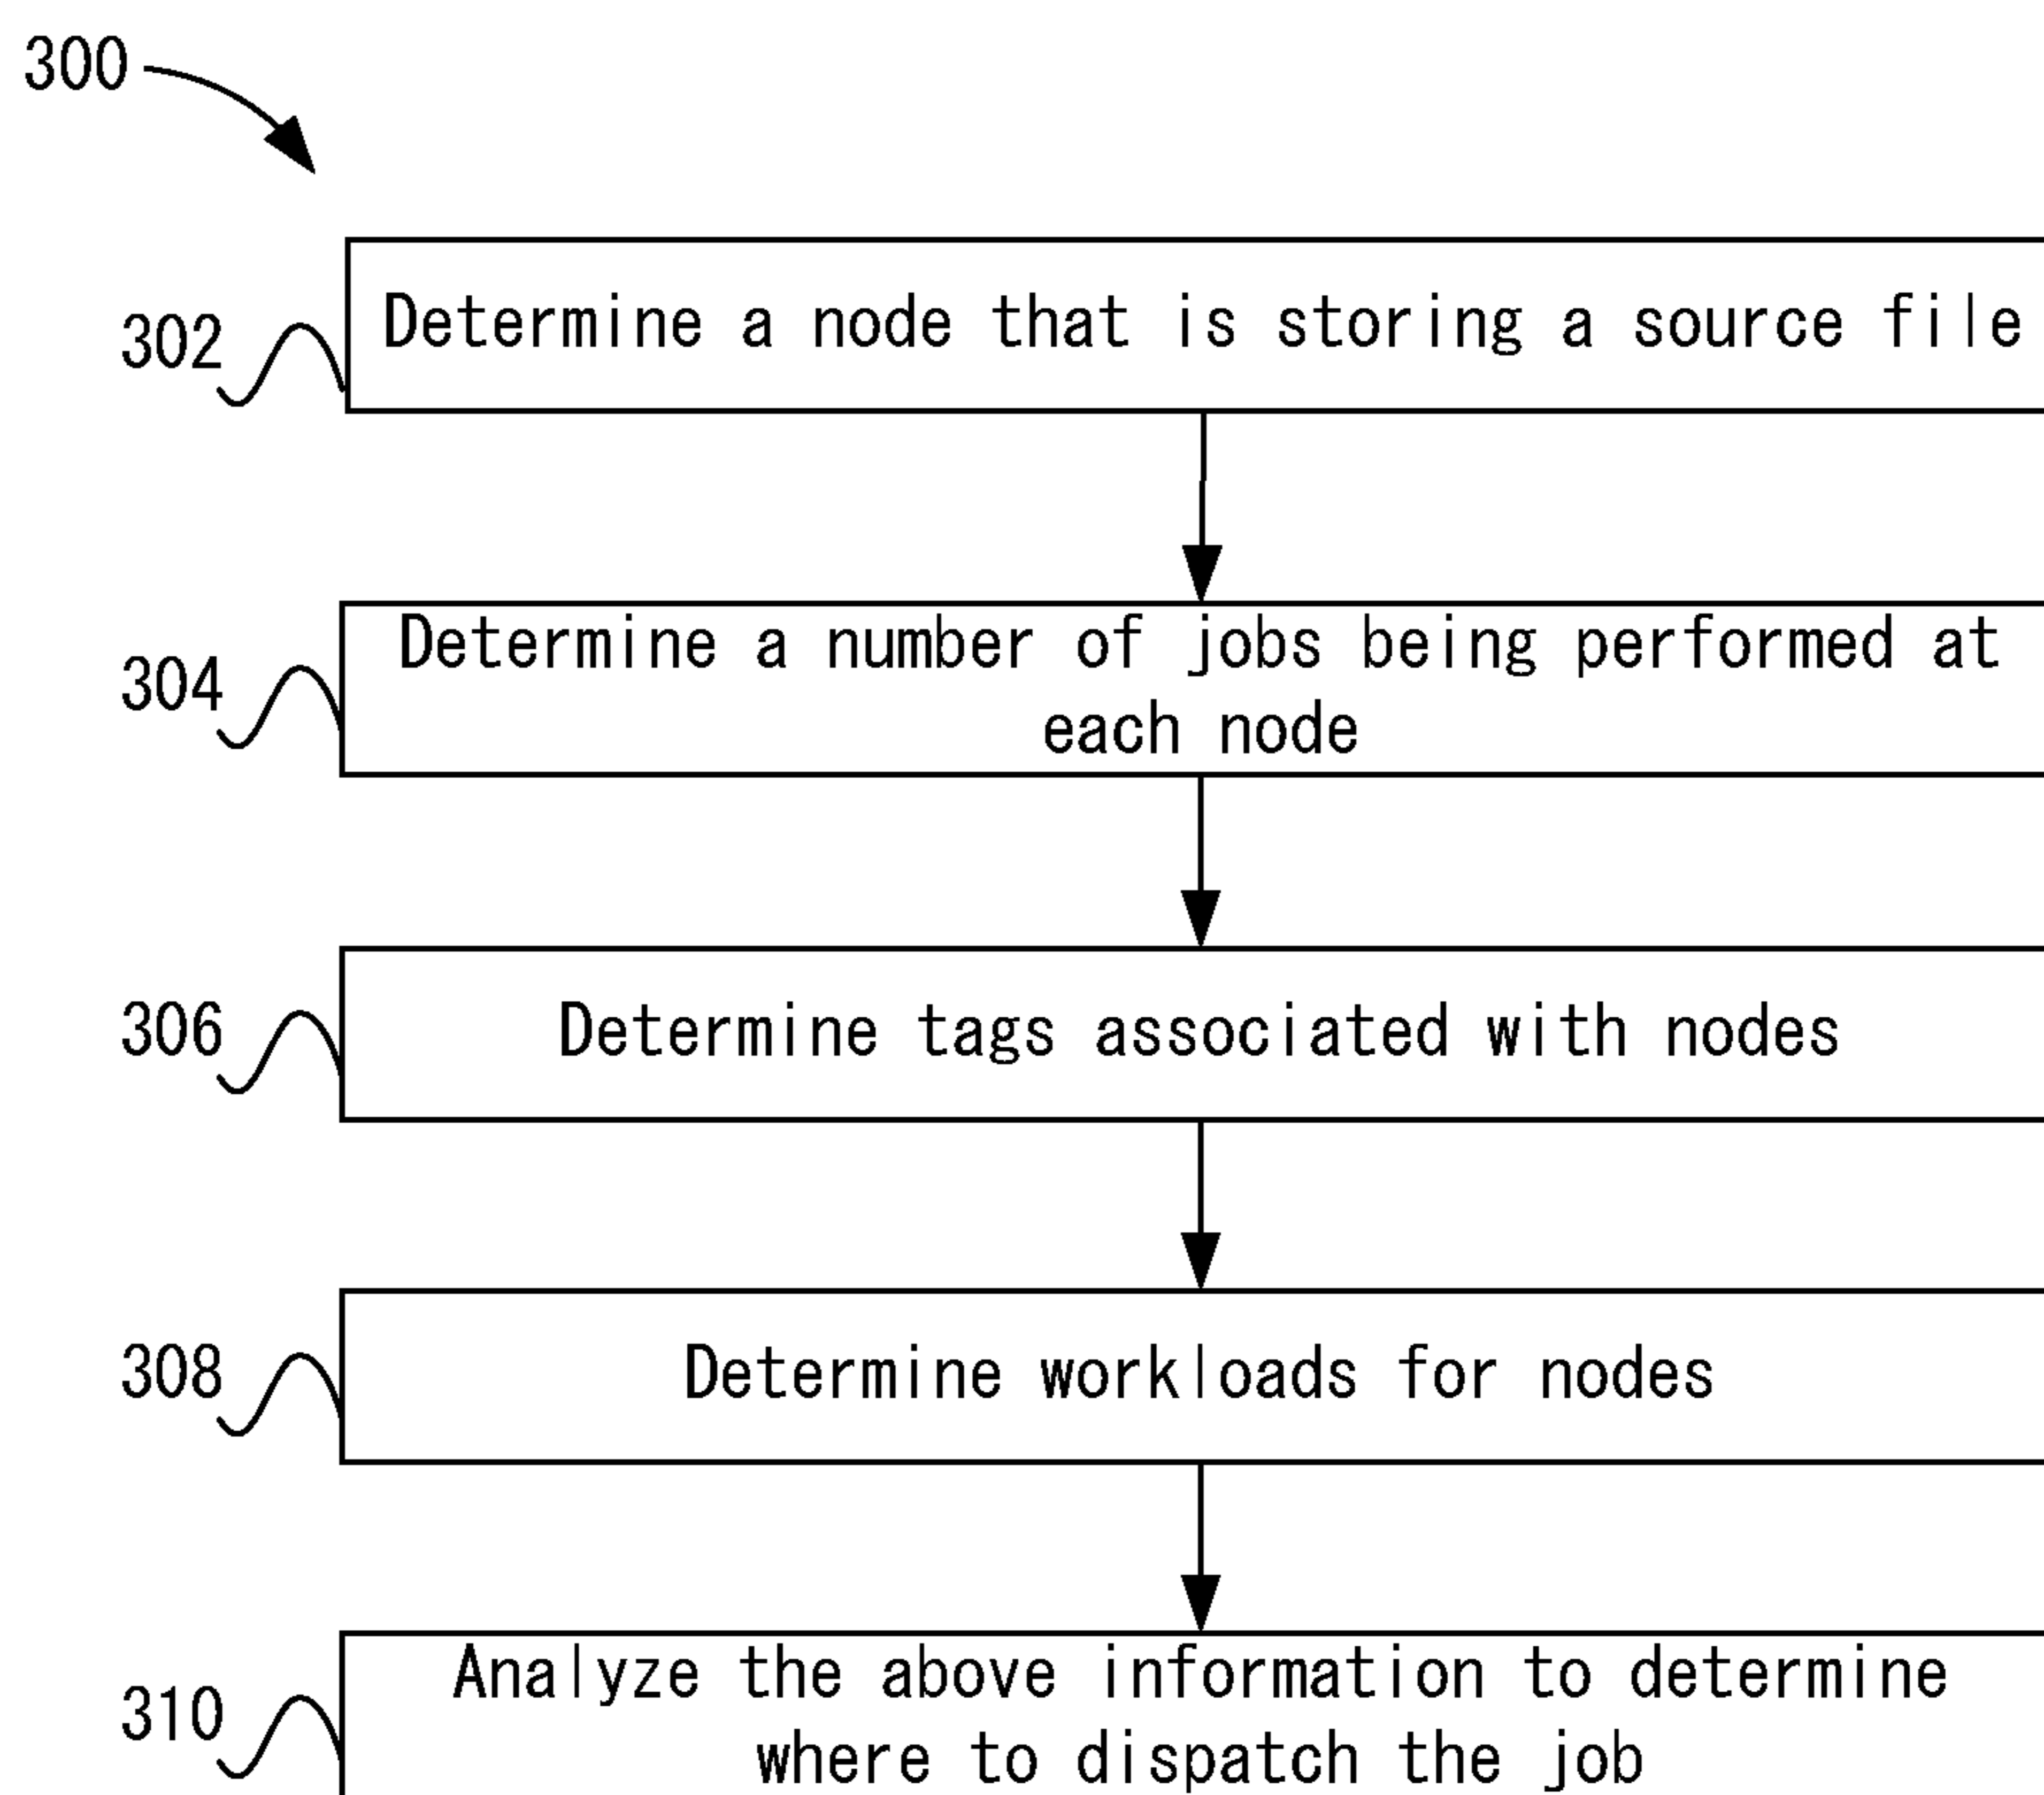 300
302
Determine a node that is storing a source file
304
Determine a number of jobs being performed at
each node
306
Determine tags associated with nodes
308
Determine workloads for nodes
310
Analyze the above information to determine
where to dispatch the job